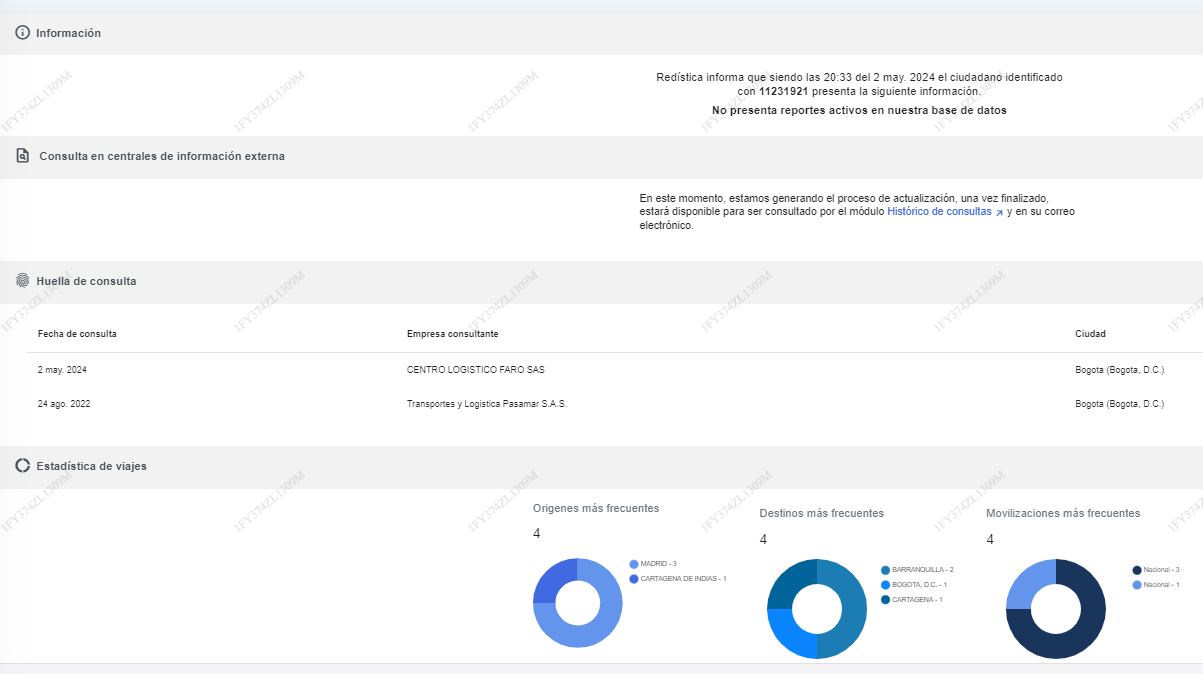 Información
Redística informa que siendo las 20:33 del 2 may. 2024 el ciudadano identificado
con 11231921 presenta la siguiente información.
No presenta reportes activos en nuestra base de datos
Consulta en centrales de información externa
En este momento, estamos generando el proceso de actualización, una vez finalizado,
estará disponible para ser consultado por el módulo Histórico de consultas y en su correo
electrónico.
Huella de consulta
Fecha de consulta Empresa consultante Ciudad
2 may. 2024 CENTRO LOGISTICO FARO SAS Bogota (Bogota, D.C.)
24 ago. 2022 Transportes y Logistica Pasamar S.A.S. Bogota (Bogota, D.C.)
Estadística de viajes
Origenes más frecuentes
4
MADRID - 3
CARTAGENA DE INDIAS - 1
Destinos más frecuentes
4
BARRANQUILLA - 2
BOGOTA, D.C. - 1
CARTAGENA - 1
Movilizaciones más frecuentes
4
Nacional - 3
Nacional - 1
1FY374ZL1309M